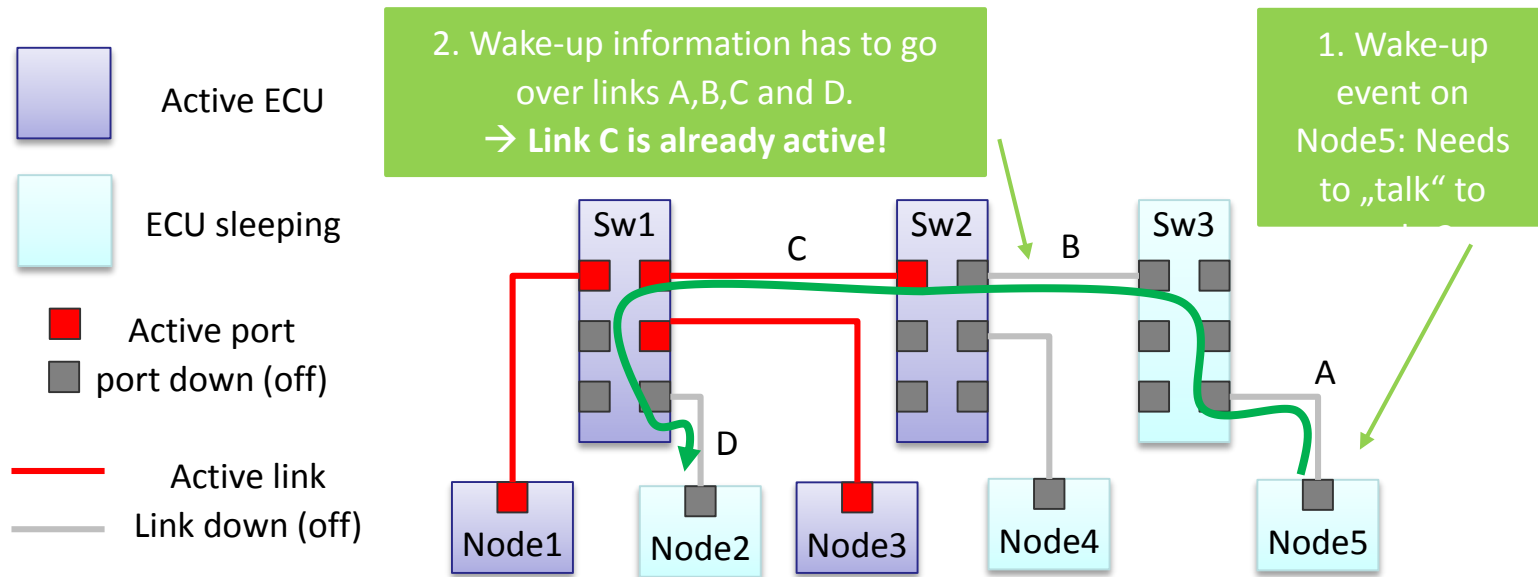 2. Wake-up information has to go
over links A,B,C and D.
→ Link C is already active!
1. Wake-up
event on
Node5: Needs
to „talk“ to
Active ECU
ECU sleeping
Active port
port down (off)
Active link
Link down (off)
Sw1
Sw2
Sw3
C
B
A
D
Node1
Node2
Node3
Node4
Node5